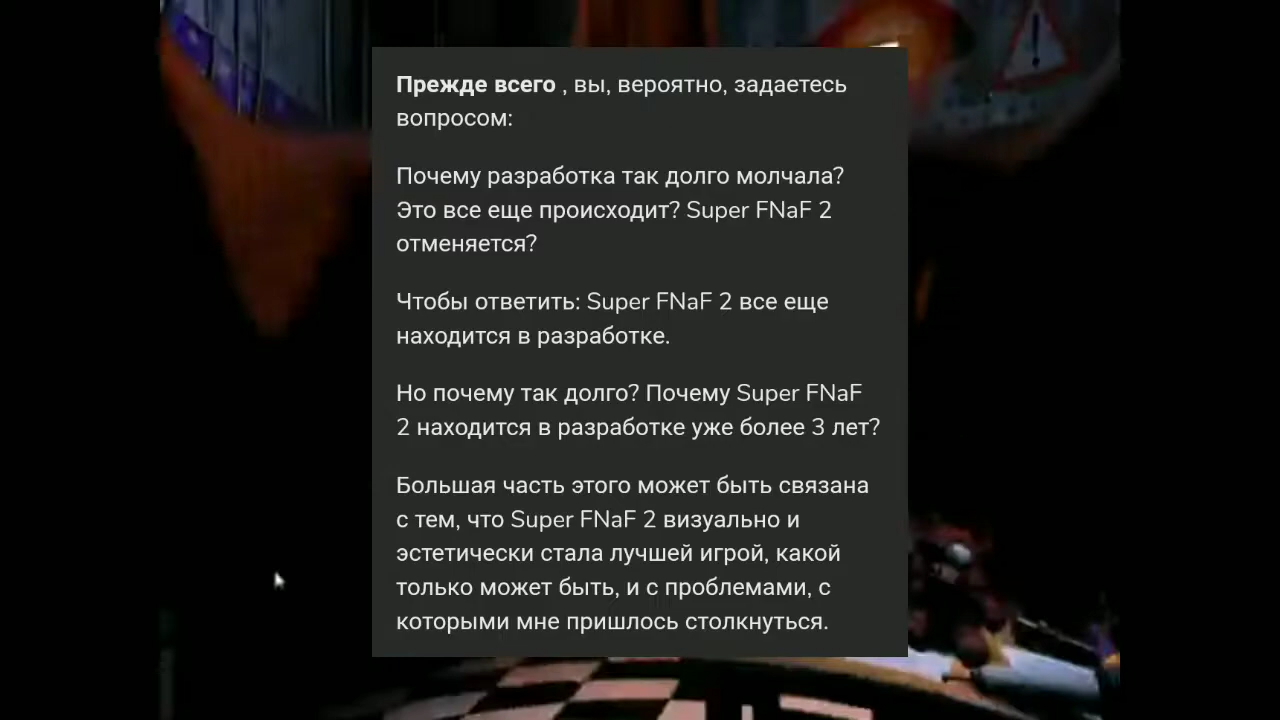 Прежде всего , вы, вероятно, задаетесь
вопросом:
Почему разработка так долго молчала?
Это все еще происходит? Super FNaF 2
отменяется?
Чтобы ответить: Super FNaF 2 все еще
находится в разработке.
Но почему так долго? Почему Super FNaF
2 находится в разработке уже более 3 лет?
Большая часть этого может быть связана
с тем, что Super FNaF 2 визуально и
эстетически стала лучшей игрой, какой
только может быть, и с проблемами, с
которыми мне пришлось столкнуться.